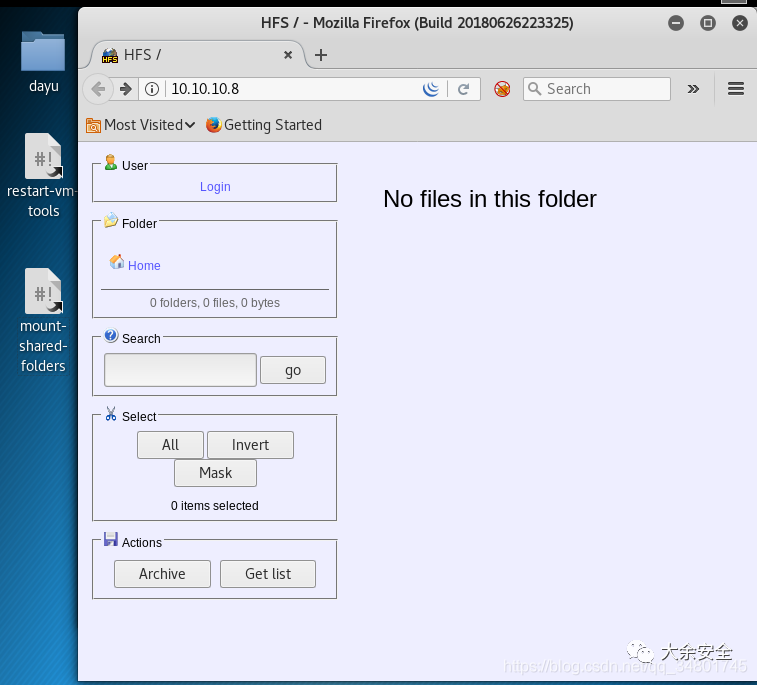 HFS / - Mozilla Firefox (Build 20180626223325)
HFS /
10.10.10.8
Search
Most Visited
Getting Started
dayu
#!
restart-vm-
tools
#!
mount-
shared-
folders
User
Login
Folder
Home
0 folders, 0 files, 0 bytes
Search
go
Select
All
Invert
Mask
0 items selected
Actions
Archive
Get list
No files in this folder
大余安全
https://blog.csdn.net/qq_34801745